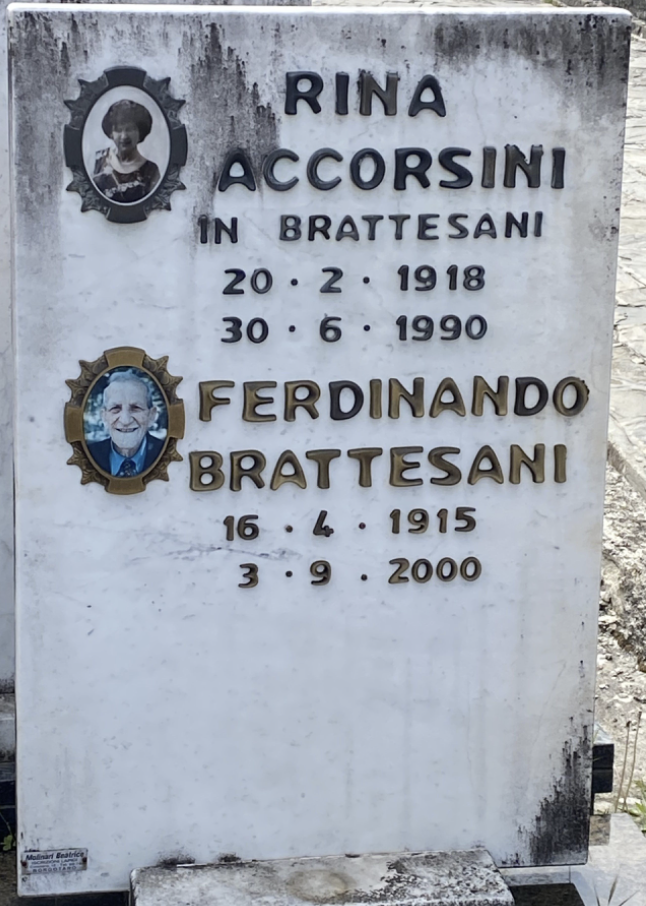 RINA
ACCORSINI
IN BRATTESANI
20 · 2 · 1918
30 · 6 · 1990
FERDINANDO
BRATTESANI
16 · 4 · 1915
3 · 9 . 2000
Molinari Beatrice
BORGOTARO